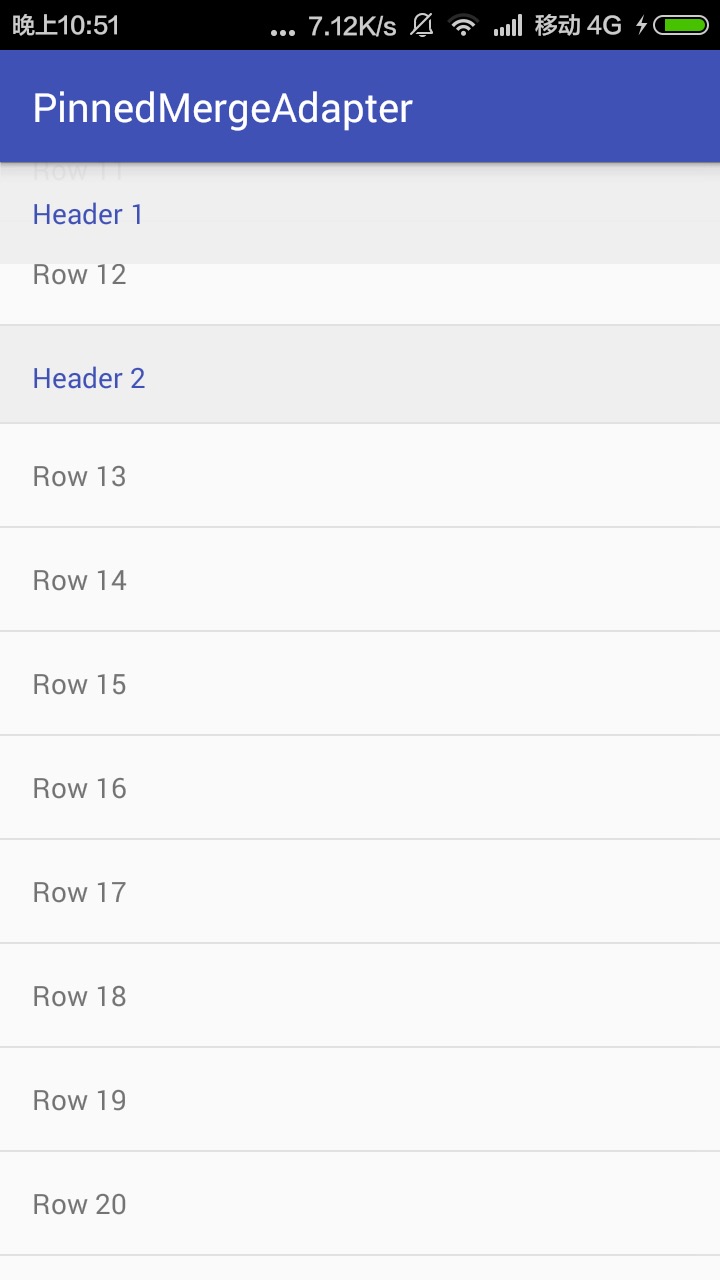 晚上10:51 ... 7.12K/s 移动 4G
PinnedMergeAdapter
Row 11
Header 1
Row 12
Header 2
Row 13
Row 14
Row 15
Row 16
Row 17
Row 18
Row 19
Row 20